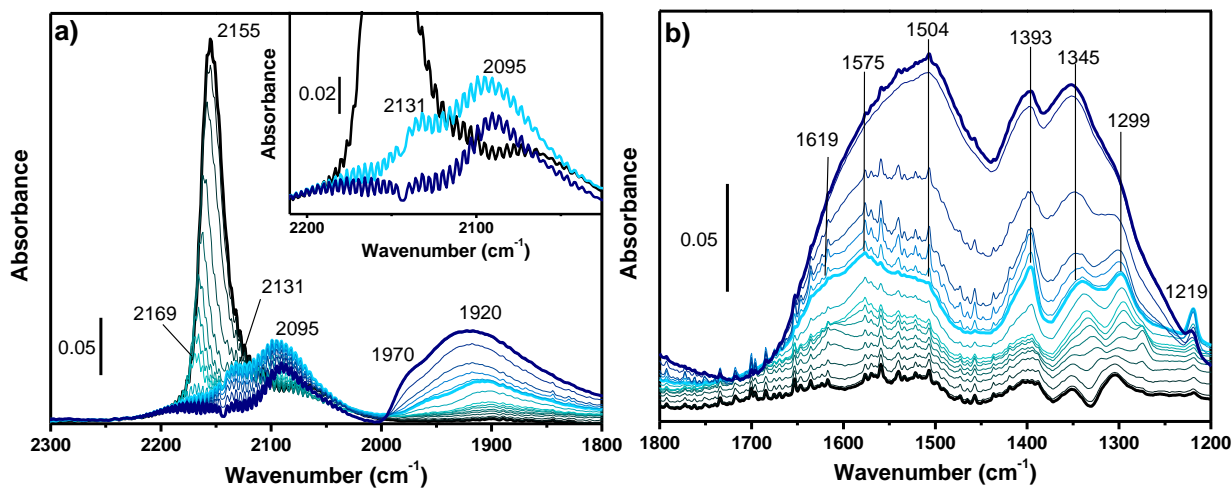 a)
2155
2169
2131
2095
1970
1920
0.05
Absorbance
2300 2200 2100 2000 1900 1800
Wavenumber (cm-1)
0.02
2131
2095
Absorbance
2200 2100
Wavenumber (cm-1)
b)
1619
1575
1504
1393
1345
1299
1219
0.05
Absorbance
1800 1700 1600 1500 1400 1300 1200
Wavenumber (cm-1)